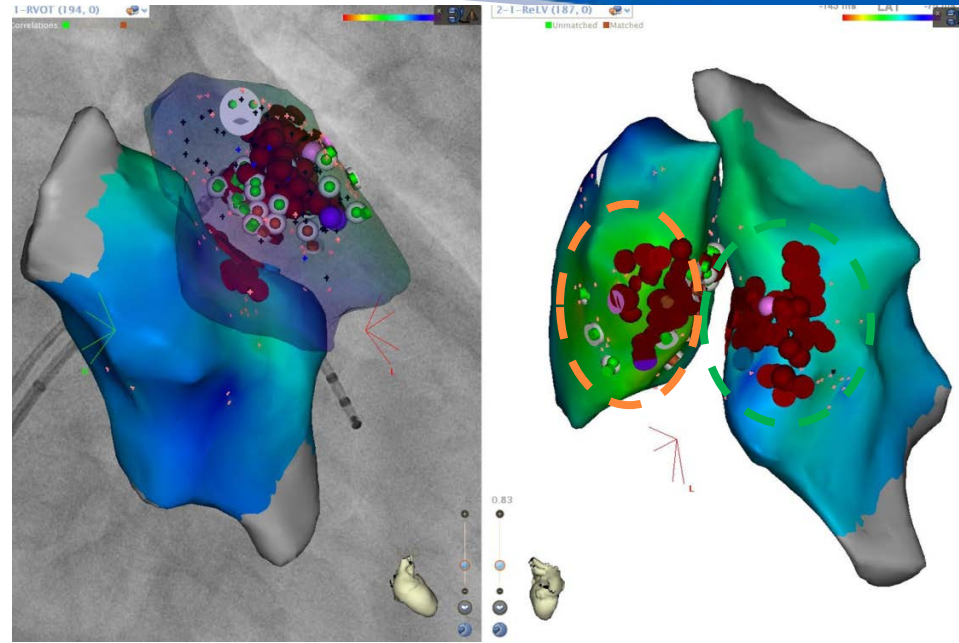 1-RVOT (194, 0)
Correlations:
L
2-1-ReLV (187, 0)
LAT
Unmatched Matched
L
0.83